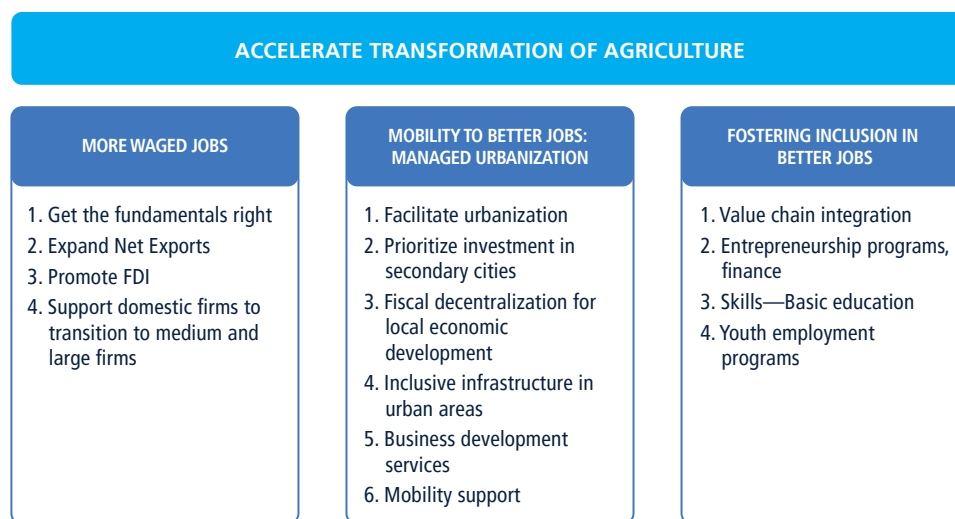 ACCELERATE TRANSFORMATION OF AGRICULTURE
MORE WAGED JOBS
1. Get the fundamentals right
2. Expand Net Exports
3. Promote FDI
4. Support domestic firms to
transition to medium and
large firms
MOBILITY TO BETTER JOBS:
MANAGED URBANIZATION
1. Facilitate urbanization
2. Prioritize investment in
secondary cities
3. Fiscal decentralization for
local economic
development
4. Inclusive infrastructure in
urban areas
5. Business development
services
6. Mobility support
FOSTERING INCLUSION IN
BETTER JOBS
1. Value chain integration
2. Entrepreneurship programs,
finance
3. Skills—Basic education
4. Youth employment
programs